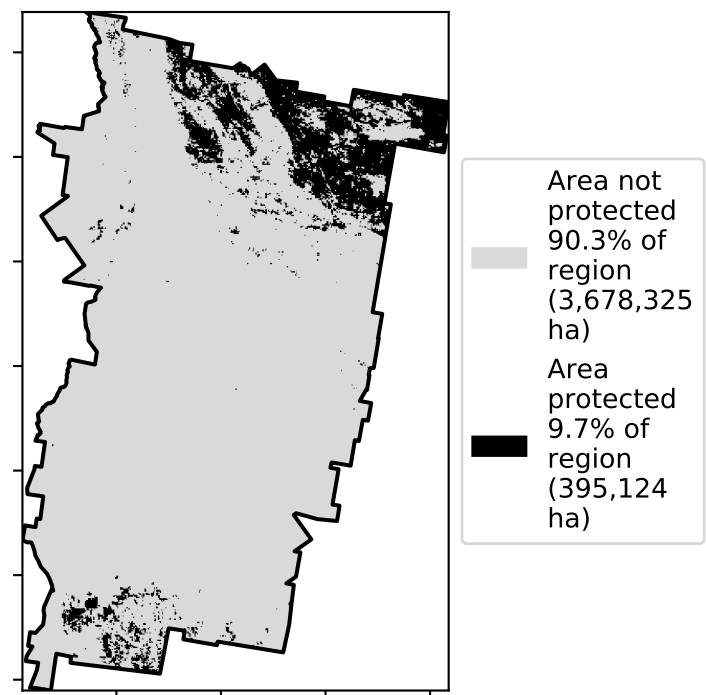 Area not
protected
90.3% of
region
(3,678,325
ha)
Area
protected
9.7% of
region
(395,124
ha)